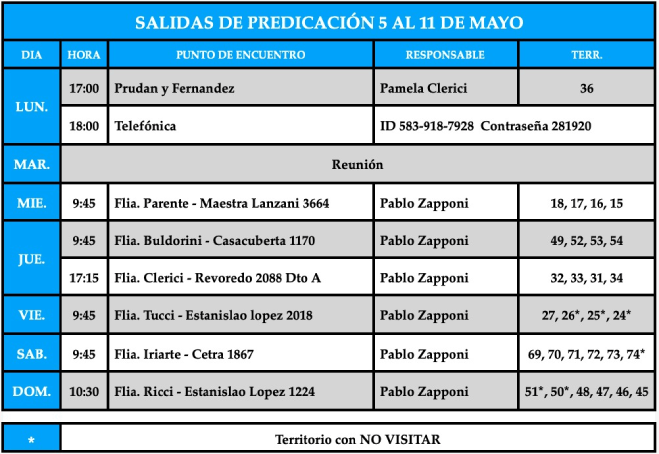 SALIDAS DE PREDICACIÓN 5 AL 11 DE MAYO
DIA HORA PUNTO DE ENCUENTRO RESPONSABLE TERR.
LUN. 17:00 Prudan y Fernandez Pamela Clerici 36
18:00 Telefónica ID 583-918-7928 Contraseña 281920
MAR. Reunión
MIE. 9:45 Flia. Parente - Maestra Lanzani 3664 Pablo Zapponi 18, 17, 16, 15
JUE. 9:45 Flia. Buldorini - Casacuberta 1170 Pablo Zapponi 49, 52, 53, 54
17:15 Flia. Clerici - Revoredo 2088 Dto A Pablo Zapponi 32, 33, 31, 34
VIE. 9:45 Flia. Tucci - Estanislao lopez 2018 Pablo Zapponi 27, 26*, 25*, 24*
SAB. 9:45 Flia. Iriarte - Cetra 1867 Pablo Zapponi 69, 70, 71, 72, 73, 74*
DOM. 10:30 Flia. Ricci - Estanislao Lopez 1224 Pablo Zapponi 51*, 50*, 48, 47, 46, 45
* Territorio con NO VISITAR